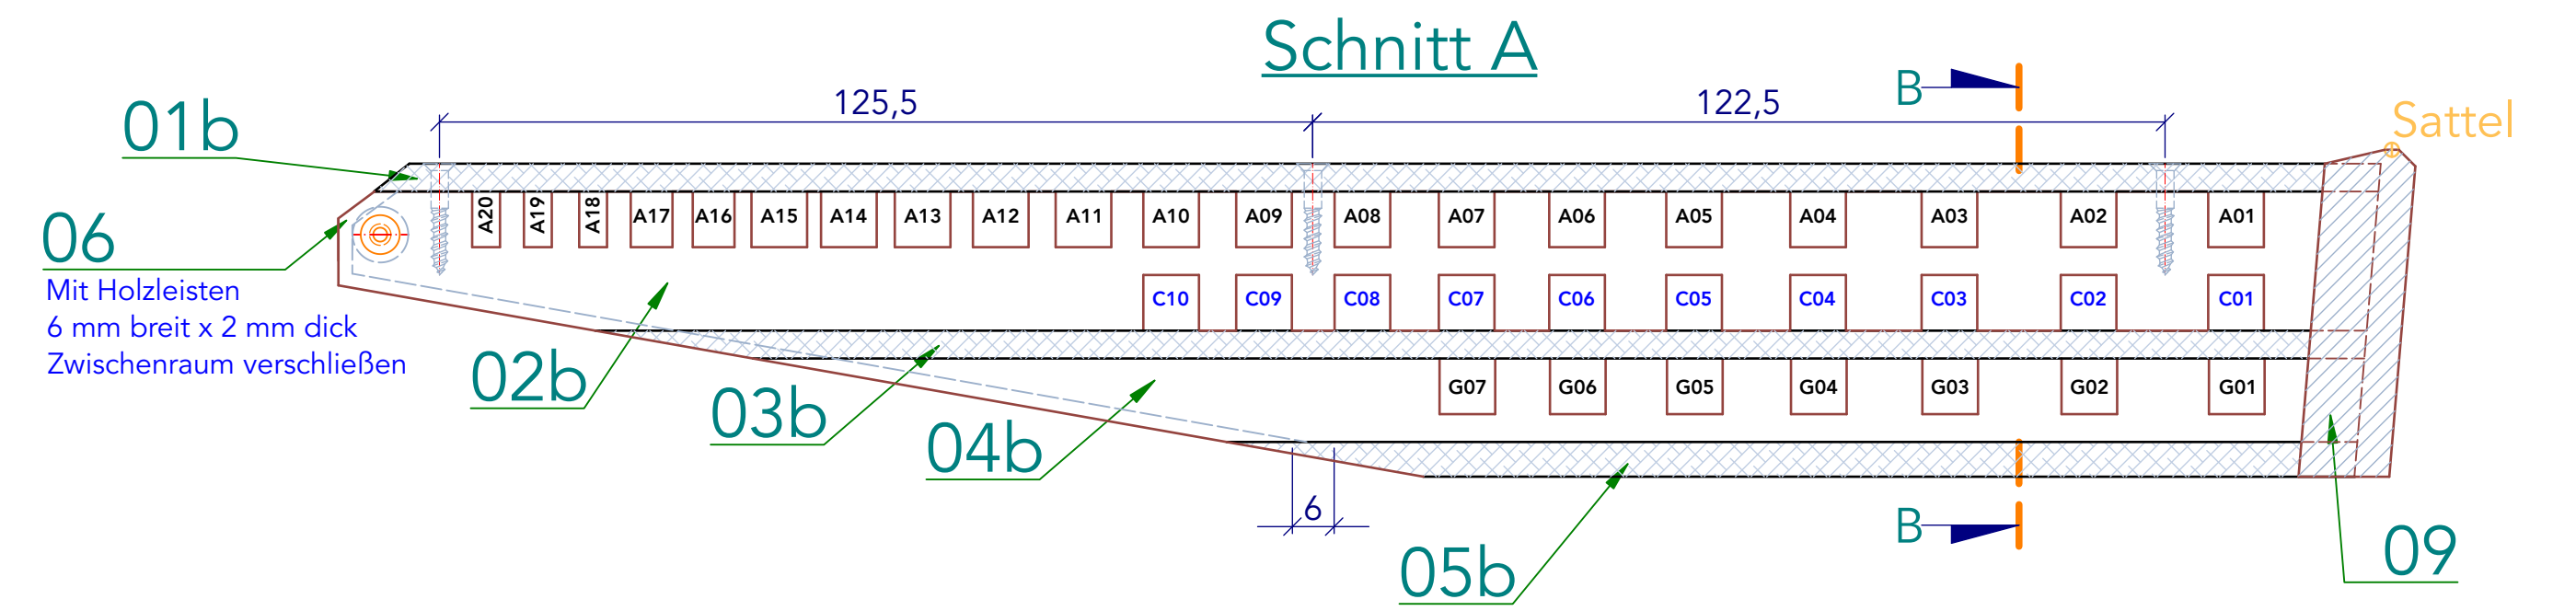 Schnitt A
125,5
122,5
B
Sattel
01b
A20 A19 A18 A17 A16 A15 A14 A13 A12 A11 A10 A09 A08 A07 A06 A05 A04 A03 A02 A01
06
Mit Holzleisten
6 mm breit x 2 mm dick
Zwischenraum verschließen
C10 C09 C08 C07 C06 C05 C04 C03 C02 C01
02b
03b
G07 G06 G05 G04 G03 G02 G01
04b
6
B
05b
09